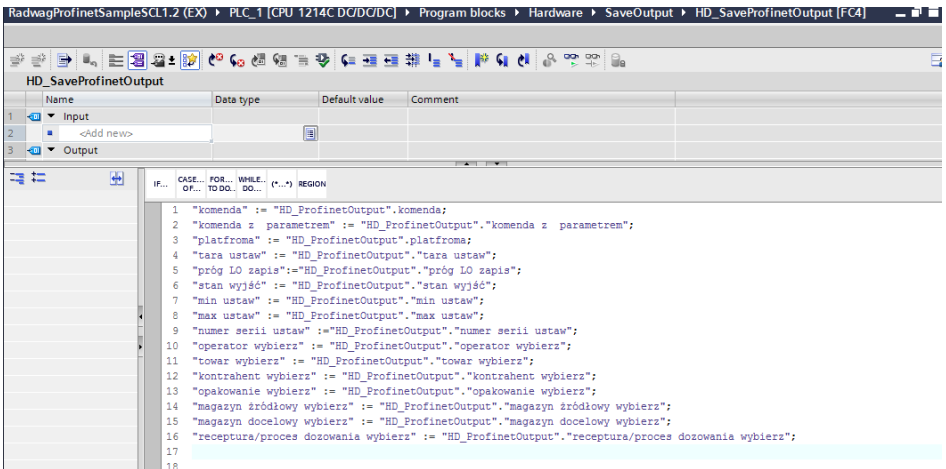 RadwagProfinetSampleSCL1.2 (EX) ▸ PLC_1 [CPU 1214C DC/DC/DC] ▸ Program blocks ▸ Hardware ▸ SaveOutput ▸ HD_SaveProfinetOutput [FC4]
HD_SaveProfinetOutput
Name Data type Default value Comment
1 Input
2 <Add new>
3 Output
IF... CASE... OF... FOR... TO DO.. WHILE.. DO... (*...*) REGION
1 "komenda" := "HD_ProfinetOutput".komenda;
2 "komenda z  parametrem" := "HD_ProfinetOutput"."komenda z  parametrem";
3 "platfroma" := "HD_ProfinetOutput".platfroma;
4 "tara ustaw" := "HD_ProfinetOutput"."tara ustaw";
5 "próg LO zapis":="HD_ProfinetOutput"."próg LO zapis";
6 "stan wyjść" := "HD_ProfinetOutput"."stan wyjść";
7 "min ustaw" := "HD_ProfinetOutput"."min ustaw";
8 "max ustaw" := "HD_ProfinetOutput"."max ustaw";
9 "numer serii ustaw" :="HD_ProfinetOutput"."numer serii ustaw";
10 "operator wybierz" := "HD_ProfinetOutput"."operator wybierz";
11 "towar wybierz" := "HD_ProfinetOutput"."towar wybierz";
12 "kontrahent wybierz" := "HD_ProfinetOutput"."kontrahent wybierz";
13 "opakowanie wybierz" := "HD_ProfinetOutput"."opakowanie wybierz";
14 "magazyn źródłowy wybierz" := "HD_ProfinetOutput"."magazyn źródłowy wybierz";
15 "magazyn docelowy wybierz" := "HD_ProfinetOutput"."magazyn docelowy wybierz";
16 "receptura/proces dozowania wybierz" := "HD_ProfinetOutput"."receptura/proces dozowania wybierz";
17
18